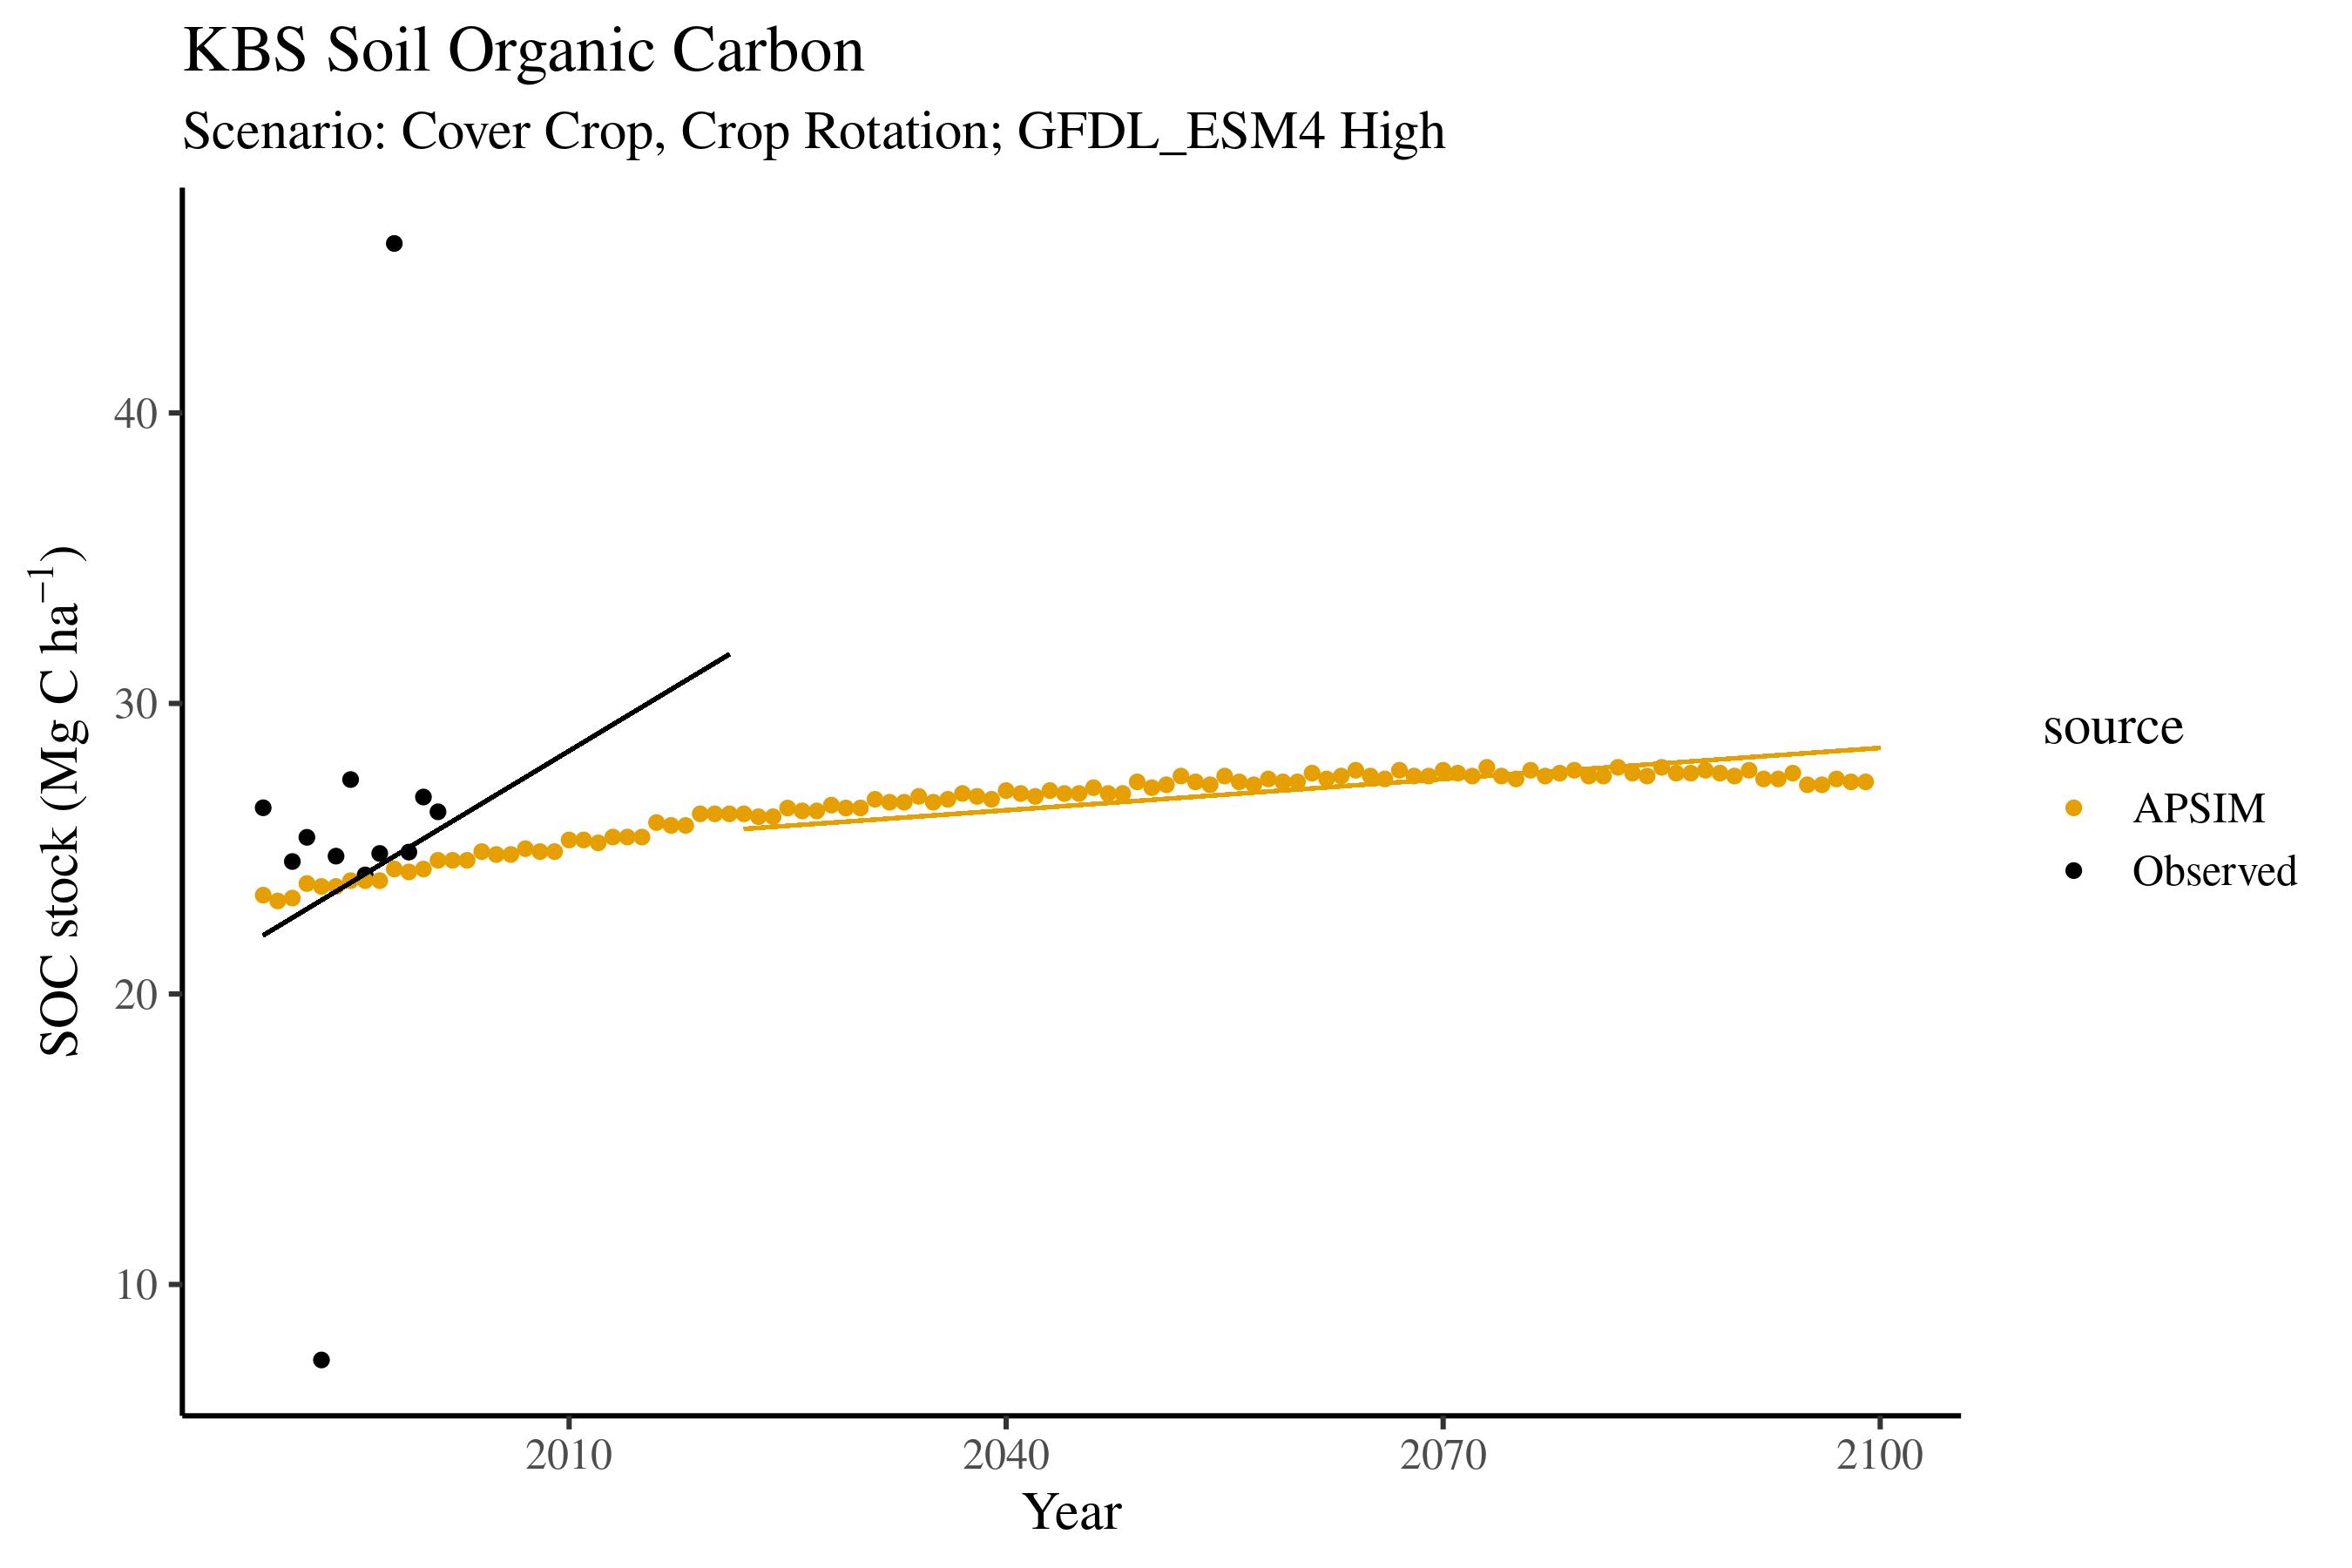 KBS Soil Organic Carbon
Scenario: Cover Crop, Crop Rotation; GFDL_ESM4 High
SOC stock (Mg C ha⁻¹)
40
30
20
10
2010
2040
2070
2100
Year
source
APSIM
Observed